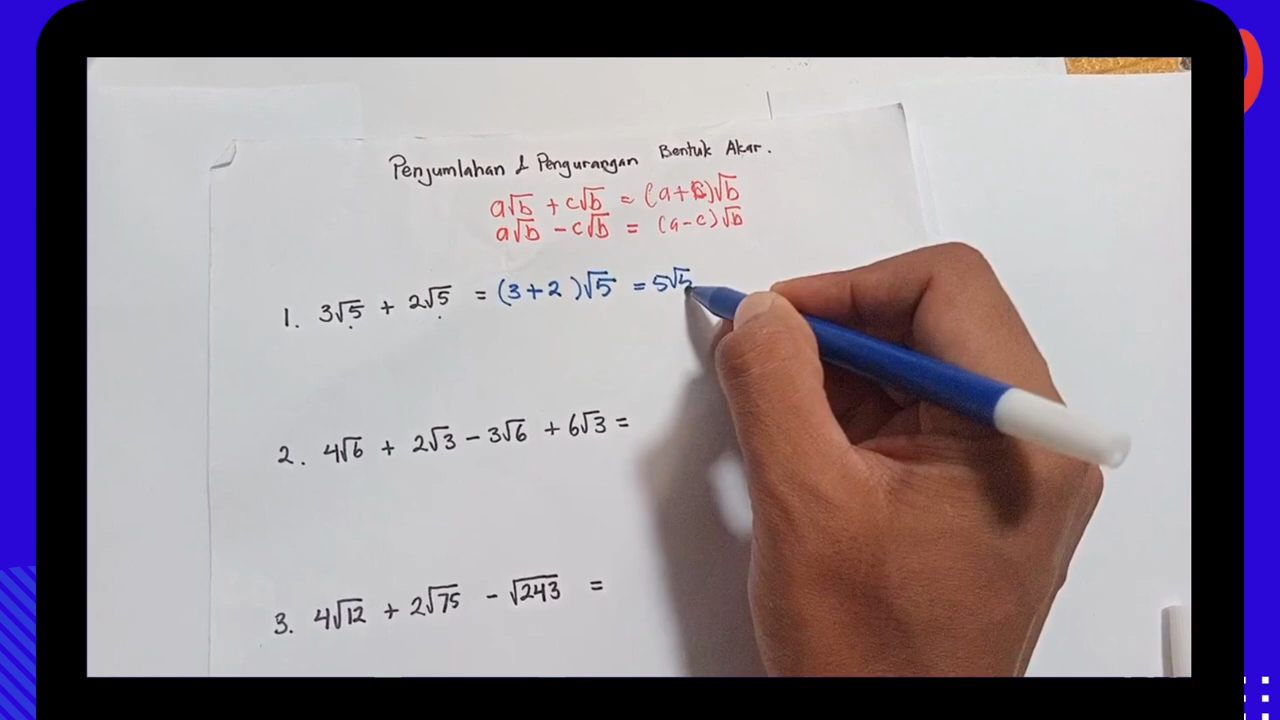 Penjumlahan & Pengurangan Bentuk Akar.
a√b + c√b = (a+c)√b
a√b - c√b = (a-c)√b
1. 3√5 + 2√5 = (3+2)√5 = 5√5
2. 4√6 + 2√3 - 3√6 + 6√3 =
3. 4√12 + 2√75 - √243 =